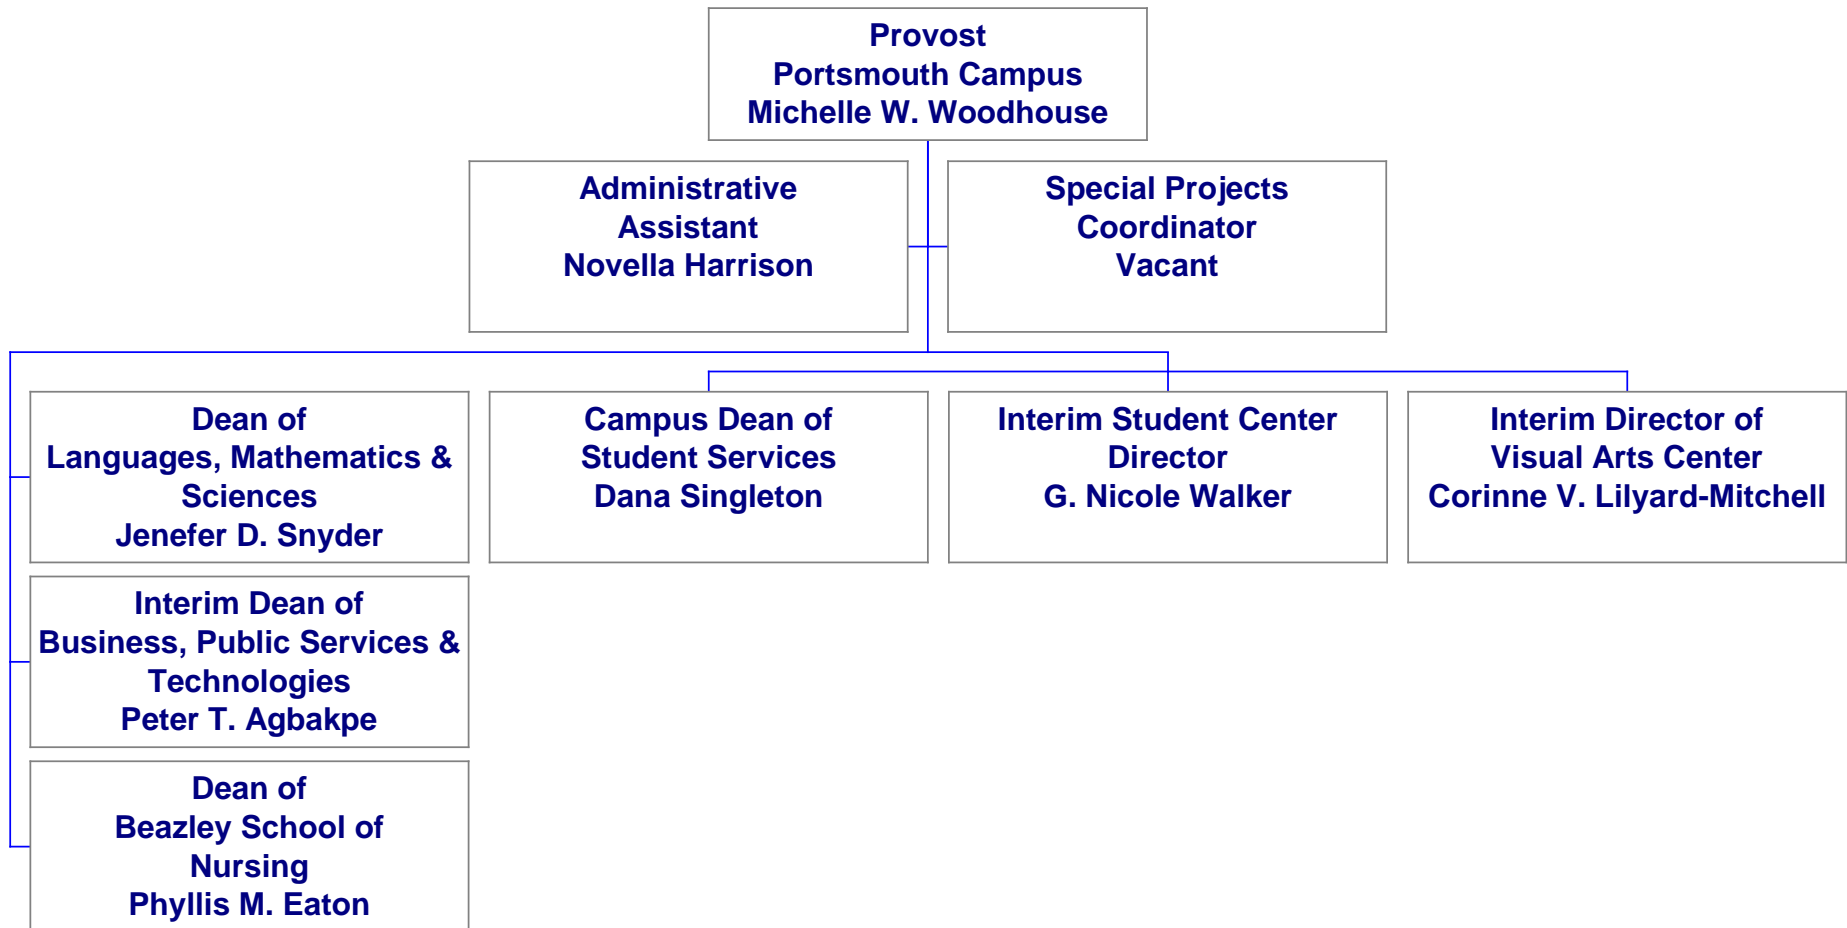 Provost
Portsmouth Campus
Michelle W. Woodhouse
Administrative
Assistant
Novella Harrison
Special Projects
Coordinator
Vacant
Dean of
Languages, Mathematics &
Sciences
Jenefer D. Snyder
Campus Dean of
Student Services
Dana Singleton
Interim Student Center
Director
G. Nicole Walker
Interim Director of
Visual Arts Center
Corinne V. Lilyard-Mitchell
Interim Dean of
Business, Public Services &
Technologies
Peter T. Agbakpe
Dean of
Beazley School of
Nursing
Phyllis M. Eaton